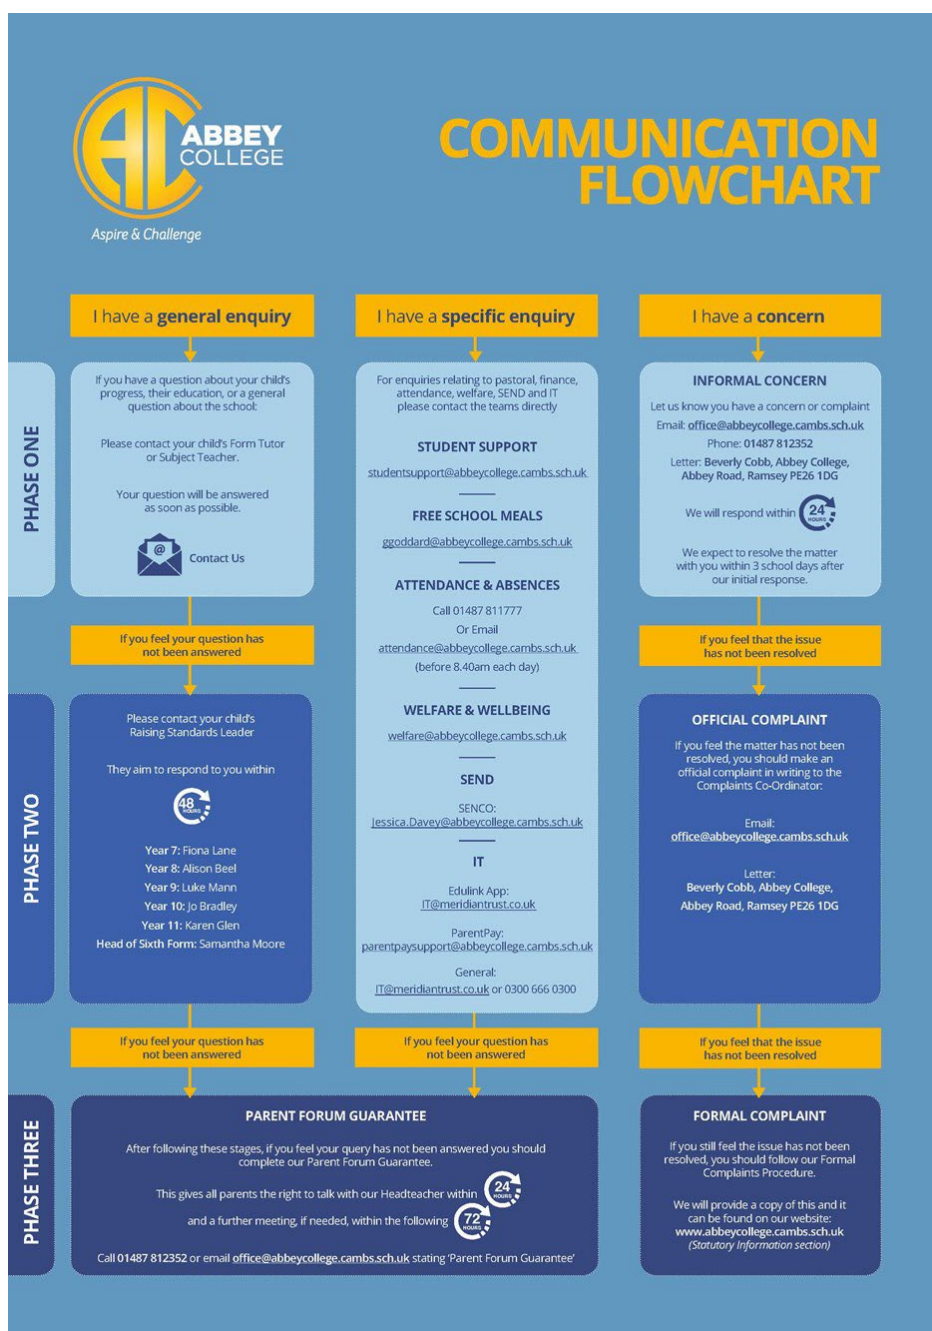 ABBEY
COLLEGE
Aspire & Challenge
COMMUNICATION
FLOWCHART
I have a general enquiry
I have a specific enquiry
I have a concern
PHASE ONE
If you have a question about your child's
progress, their education, or a general
question about the school:
Please contact your child's Form Tutor
or Subject Teacher.
Your question will be answered
as soon as possible.
@
Contact Us
If you feel your question has
not been answered
For enquiries relating to pastoral, finance,
attendance, welfare, SEND and IT
please contact the teams directly
STUDENT SUPPORT
studentsupport@abbeycollege.cambs.sch.uk
FREE SCHOOL MEALS
ggoddard@abbeycollege.cambs.sch.uk
ATTENDANCE & ABSENCES
Call 01487 811777
Or Email
attendance@abbeycollege.cambs.sch.uk
(before 8.40am each day)
WELFARE & WELLBEING
welfare@abbeycollege.cambs.sch.uk
SEND
SENCO:
Jessica.Davey@abbeycollege.cambs.sch.uk
IT
Edulink App:
IT@meridiantrust.co.uk
ParentPay:
parentpaysupport@abbeycollege.cambs.sch.uk
General:
IT@meridiantrust.co.uk or 0300 666 0300
INFORMAL CONCERN
Let us know you have a concern or complaint
Email: office@abbeycollege.cambs.sch.uk
Phone: 01487 812352
Letter: Beverly Cobb, Abbey College,
Abbey Road, Ramsey PE26 1DG
We will respond within 24 HOURS
We expect to resolve the matter
with you within 3 school days after
our initial response.
If you feel that the issue
has not been resolved
PHASE TWO
Please contact your child's
Raising Standards Leader
They aim to respond to you within
48 HOURS
Year 7: Fiona Lane
Year 8: Alison Beel
Year 9: Luke Mann
Year 10: Jo Bradley
Year 11: Karen Glen
Head of Sixth Form: Samantha Moore
OFFICIAL COMPLAINT
If you feel the matter has not been
resolved, you should make an
official complaint in writing to the
Complaints Co-Ordinator:
Email:
office@abbeycollege.cambs.sch.uk
Letter:
Beverly Cobb, Abbey College,
Abbey Road, Ramsey PE26 1DG
If you feel your question has
not been answered
If you feel your question has
not been answered
If you feel that the issue
has not been resolved
PHASE THREE
PARENT FORUM GUARANTEE
After following these stages, if you feel your query has not been answered you should
complete our Parent Forum Guarantee.
This gives all parents the right to talk with our Headteacher within 24 HOURS
and a further meeting, if needed, within the following 72 HOURS
Call 01487 812352 or email office@abbeycollege.cambs.sch.uk stating 'Parent Forum Guarantee'
FORMAL COMPLAINT
If you still feel the issue has not been
resolved, you should follow our Formal
Complaints Procedure.
We will provide a copy of this and it
can be found on our website:
www.abbeycollege.cambs.sch.uk
(Statutory Information section)